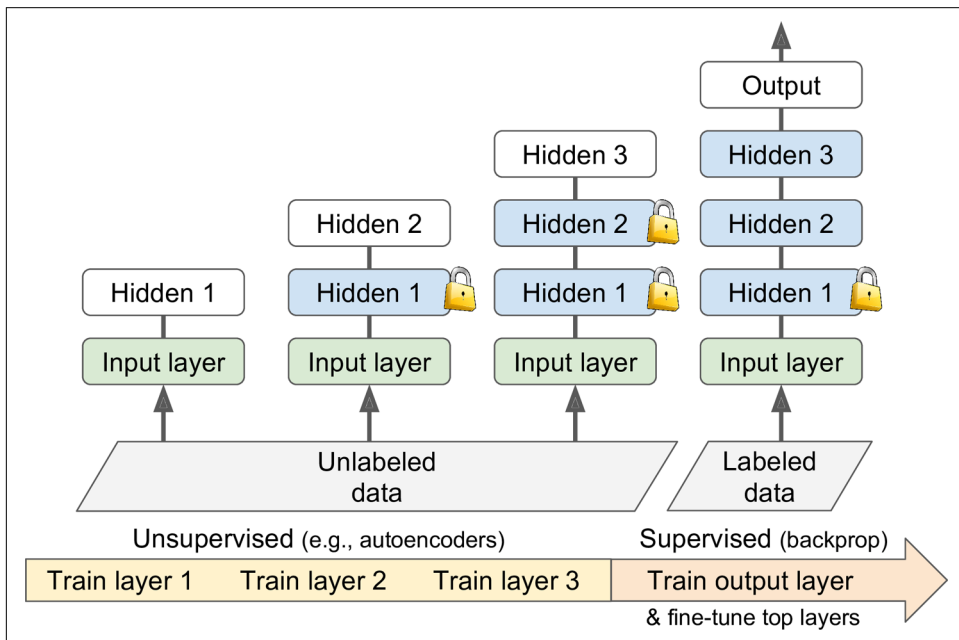 Output
Hidden 3
Hidden 3
Hidden 2
Hidden 2
Hidden 2
Hidden 1
Hidden 1
Hidden 1
Hidden 1
Input layer
Input layer
Input layer
Input layer
Unlabeled
data
Labeled
data
Unsupervised (e.g., autoencoders)
Supervised (backprop)
Train layer 1
Train layer 2
Train layer 3
Train output layer
& fine-tune top layers